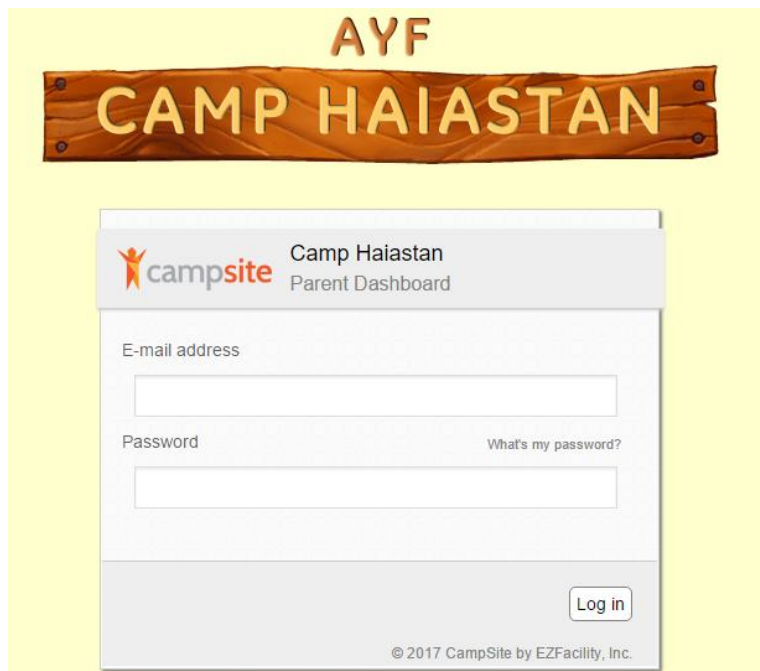 AYF
CAMP HAIASTAN
campsite
Camp Haiastan
Parent Dashboard
E-mail address
Password
What's my password?
Log in
© 2017 CampSite by EZFacility, Inc.